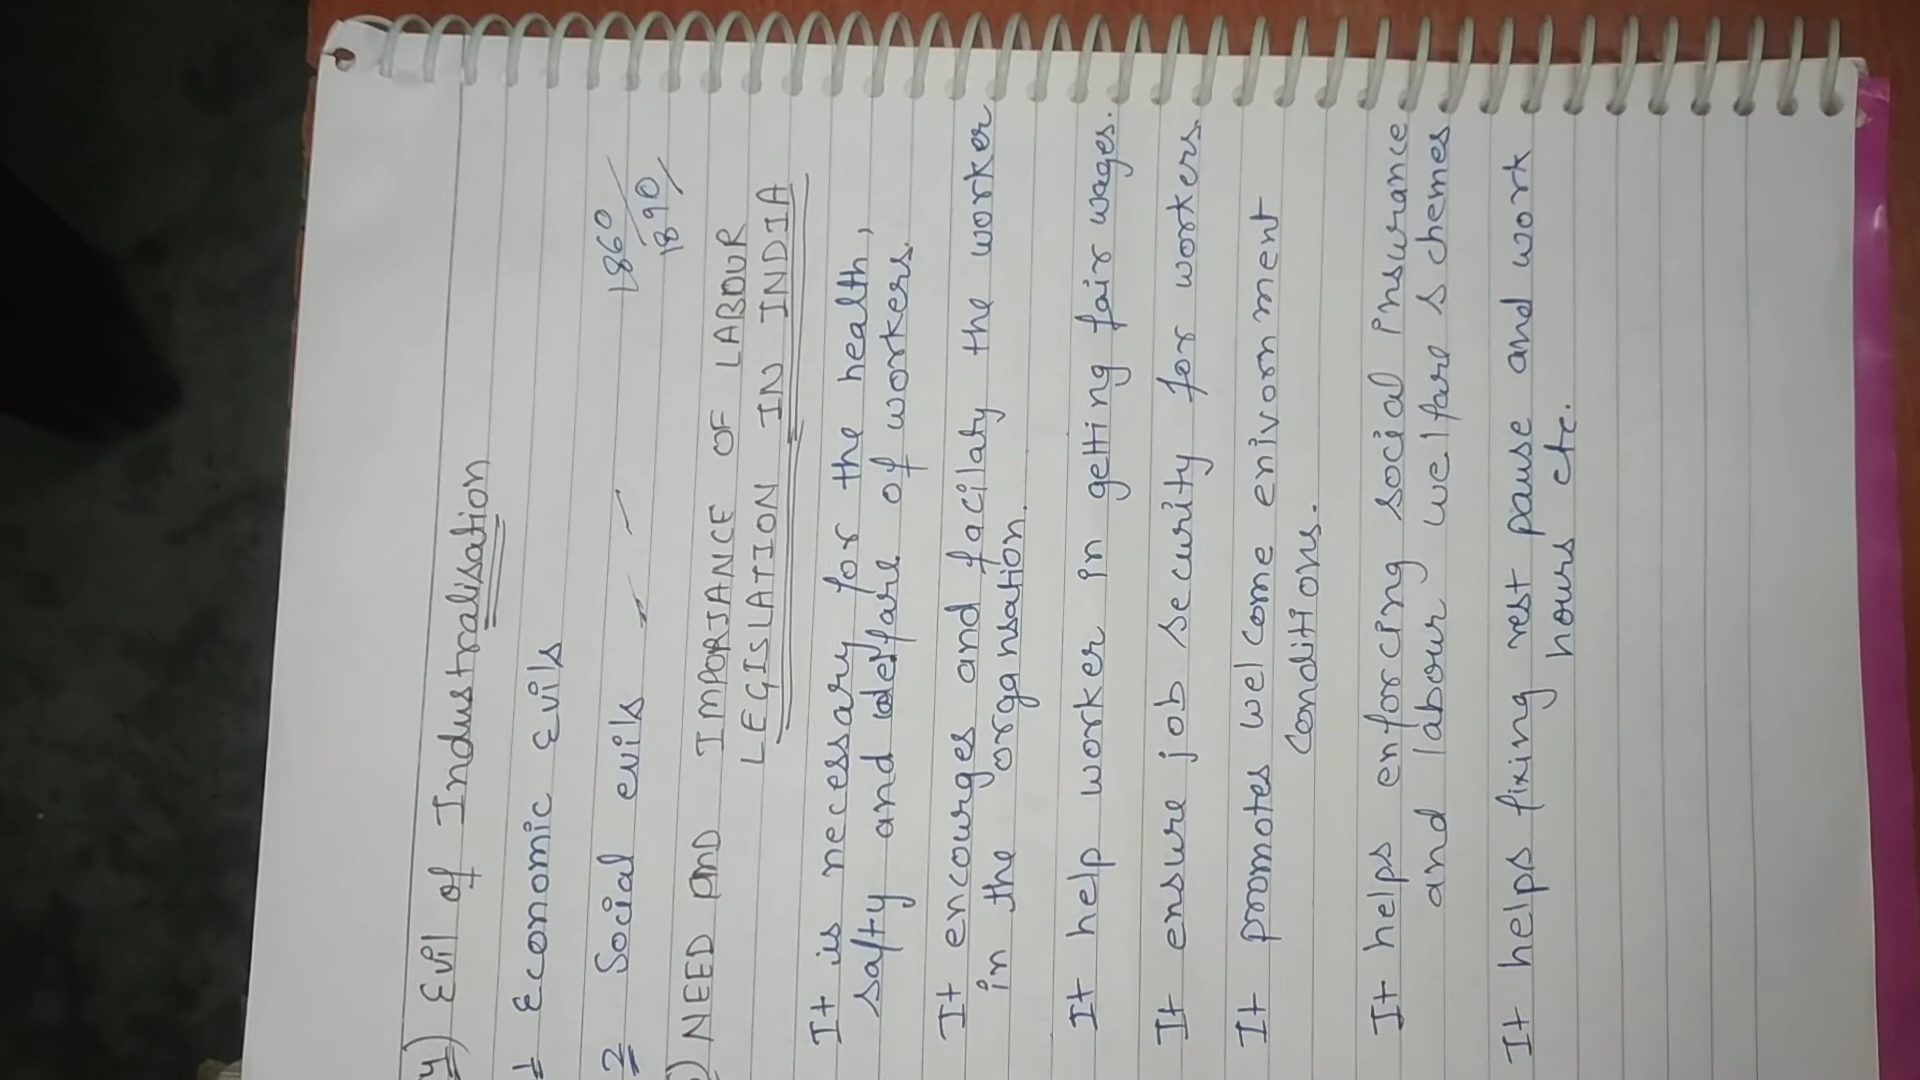 4) Evil of Industralisation
1 Economic Evils
2 Social evils
1860
1890
) NEED AND IMPORTANCE OF LABOUR
LEGISLATION IN INDIA
It is necessary for the health,
safty and welfare of workers.
It encourges and facilaty the worker
in the organsation.
It help worker in getting fair wages.
It ensure job security for workers.
It promotes welcome enivornment
Conditions.
It helps enforcing social insurance
and labour welfare schemes
It helps fixing rest pause and work
hours etc.